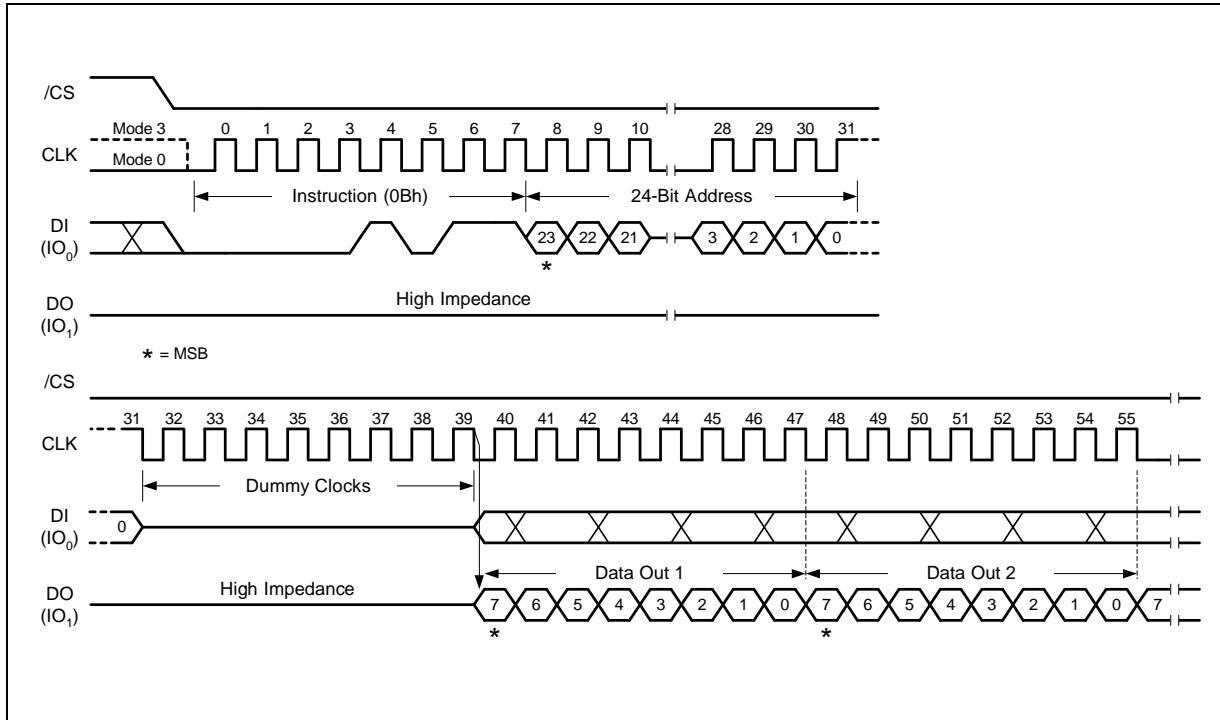 /CS
Mode 3 0 1 2 3 4 5 6 7 8 9 10 28 29 30 31
CLK
Mode 0
Instruction (0Bh) 24-Bit Address
DI
(IO0) 23 22 21 3 2 1 0
*
DO High Impedance
(IO1)
* = MSB
/CS
31 32 33 34 35 36 37 38 39 40 41 42 43 44 45 46 47 48 49 50 51 52 53 54 55
CLK
Dummy Clocks
DI
(IO0) 0
High Impedance Data Out 1 Data Out 2
DO
(IO1) 7 6 5 4 3 2 1 0 7 6 5 4 3 2 1 0 7
* *